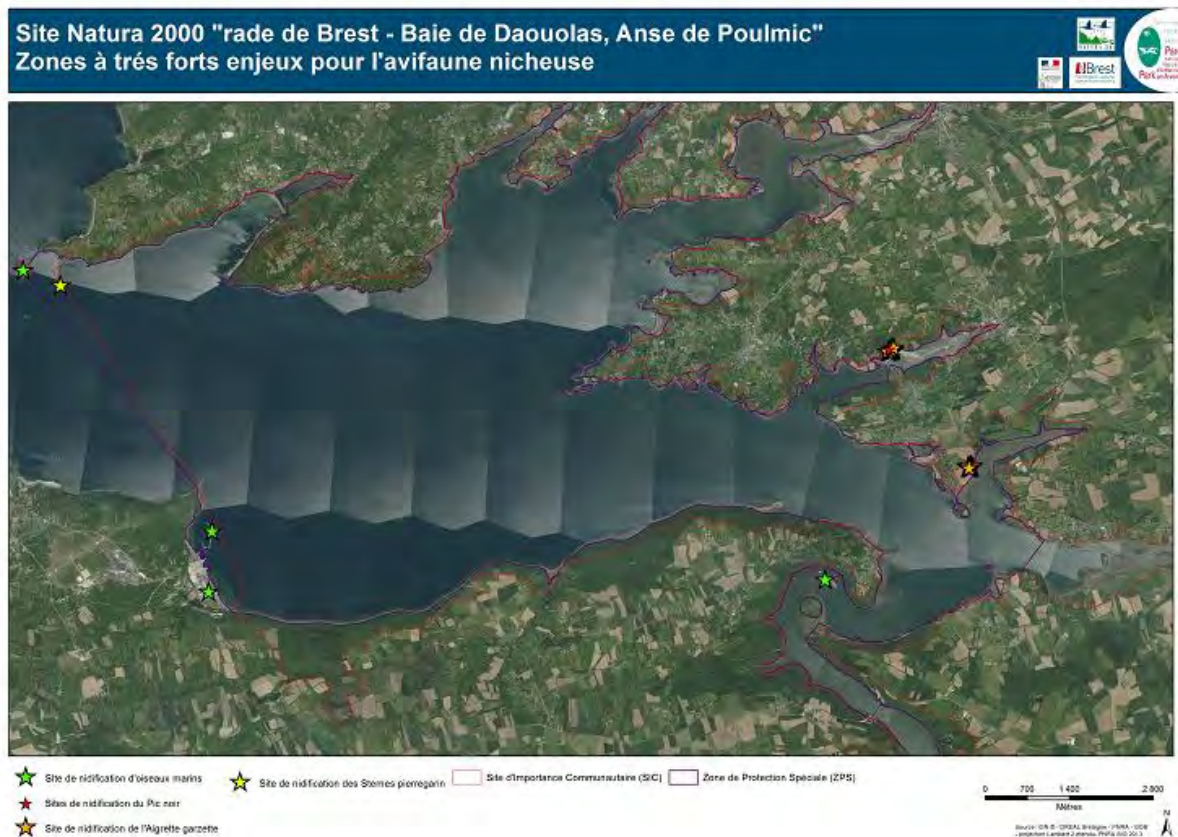 Site Natura 2000 "rade de Brest - Baie de Daouolas, Anse de Poulmic"
Zones à trés forts enjeux pour l'avifaune nicheuse
Brest
Par
Park
Site de nidification d'oiseaux marins
Site de nidification des Sternes pierregarin
Site d'Importance Communautaire (SIC)
Zone de Protection Spéciale (ZPS)
Sites de nidification du Pic noir
Site de nidification de l'Aigrette garzette
0 700 1 400 2 800
Mètres
N